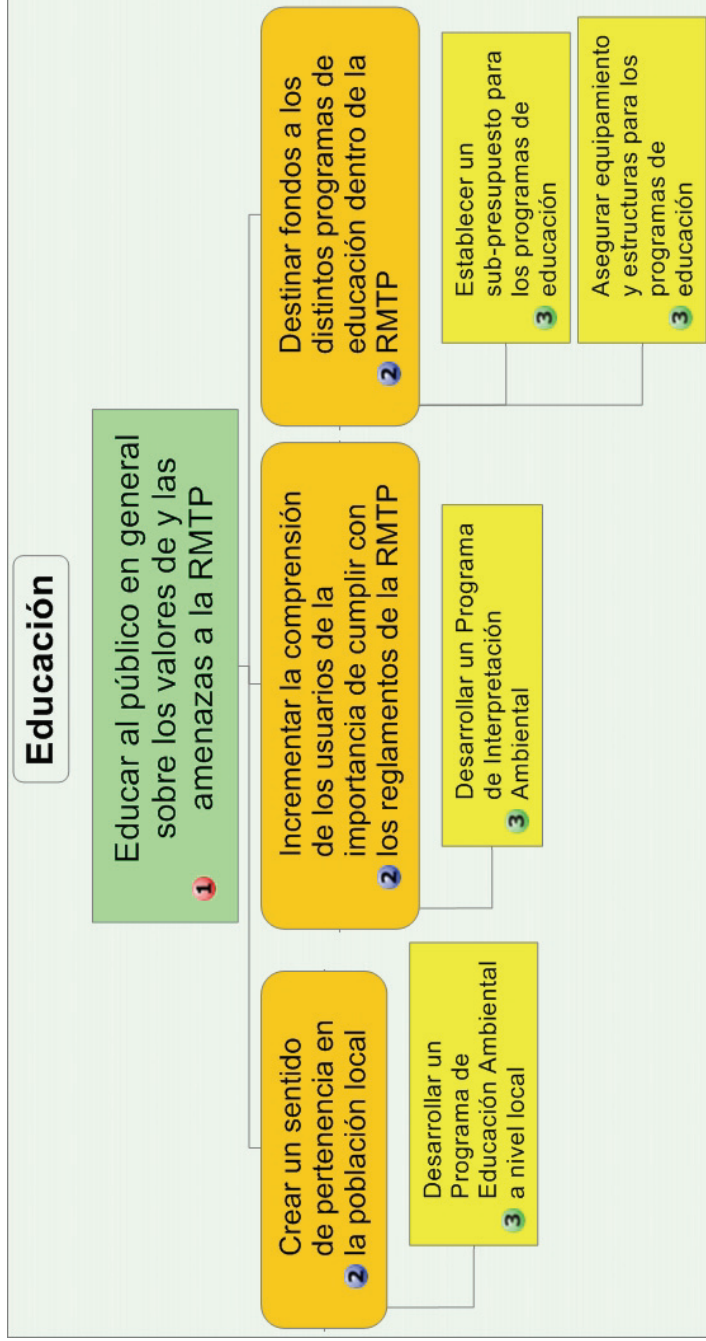 Educación
Educar al público en general
sobre los valores de y las
amenazas a la RMTP
1
Crear un sentido
de pertenencia en
la población local
2
Desarrollar un
Programa de
Educación Ambiental
a nivel local
3
Incrementar la comprensión
de los usuarios de la
importancia de cumplir con
los reglamentos de la RMTP
2
Desarrollar un Programa
de Interpretación
Ambiental
3
Destinar fondos a los
distintos programas de
educación dentro de la
RMTP
2
Establecer un
sub-presupuesto para
los programas de
educación
3
Asegurar equipamiento
y estructuras para los
programas de
educación
3